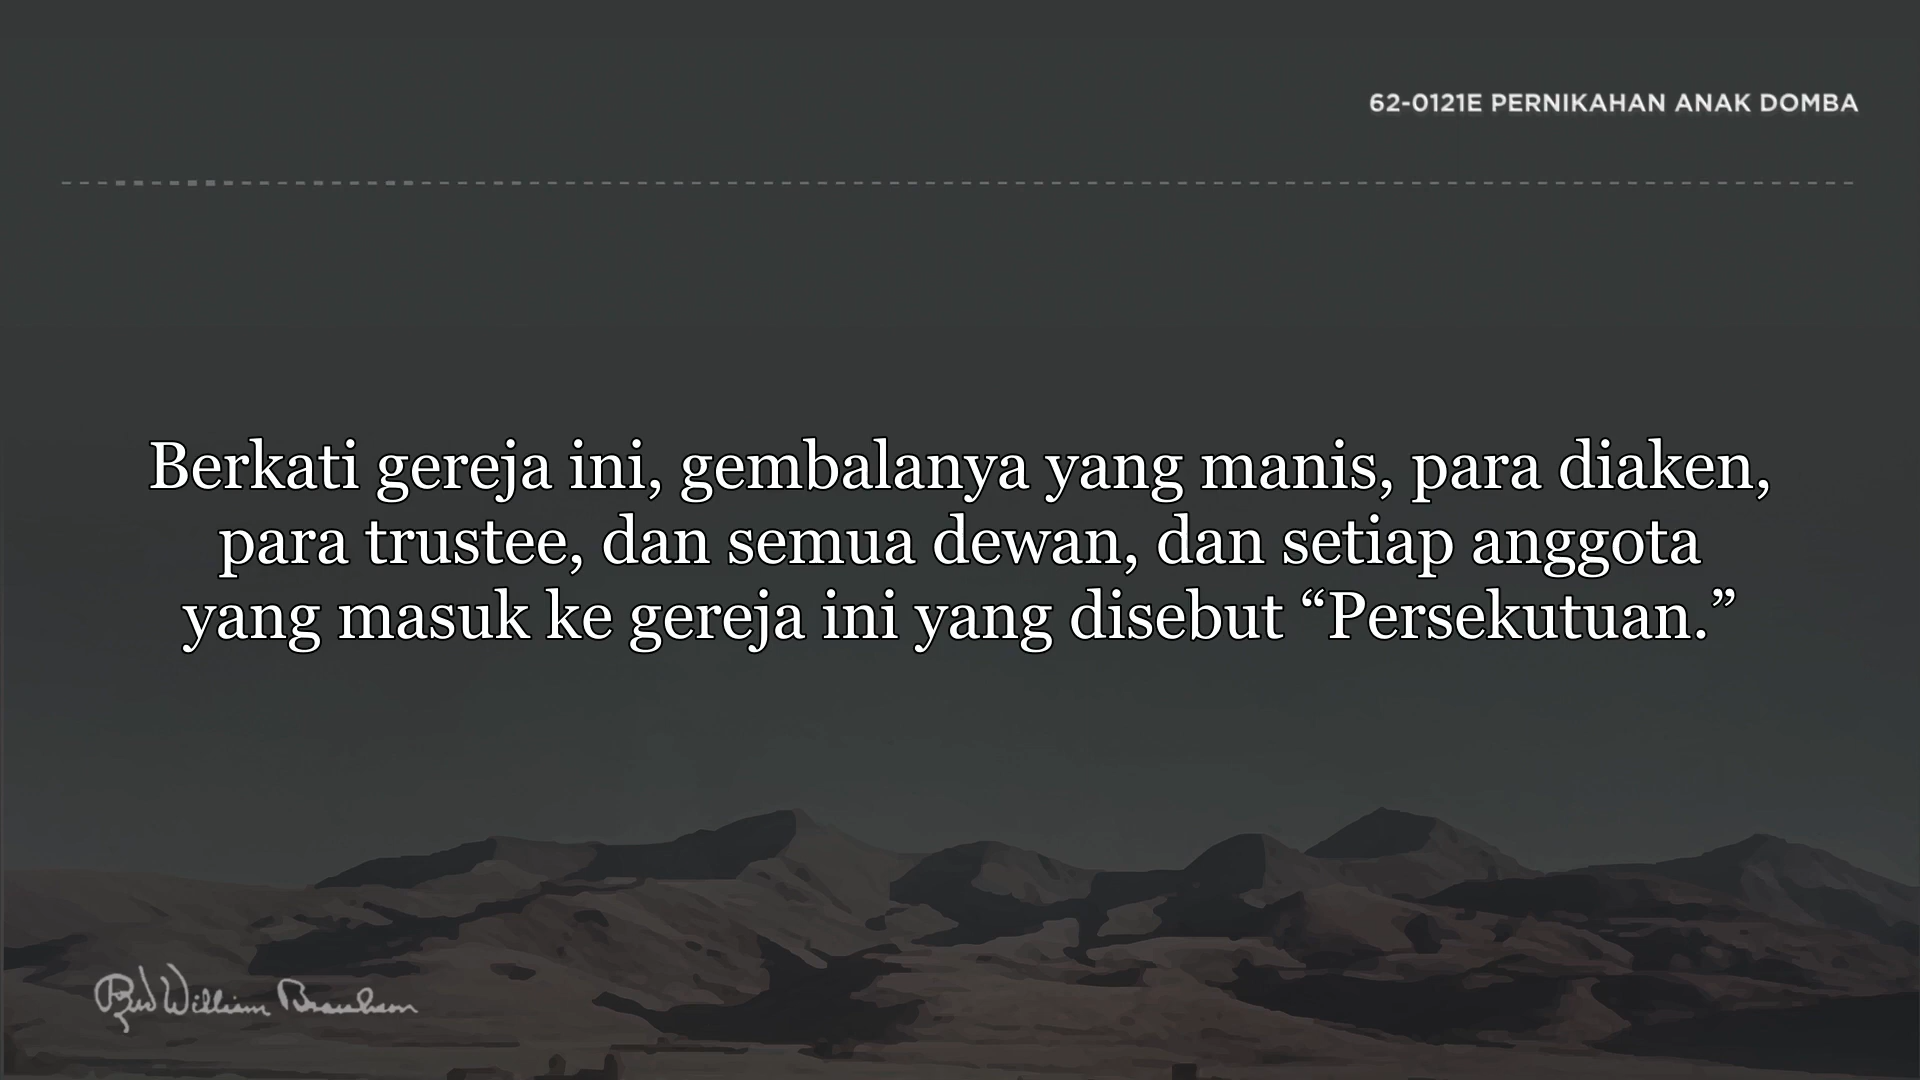 62-0121E PERNIKAHAN ANAK DOMBA
Berkati gereja ini, gembalanya yang manis, para diaken,
para trustee, dan semua dewan, dan setiap anggota
yang masuk ke gereja ini yang disebut “Persekutuan.”
Rev William Branham